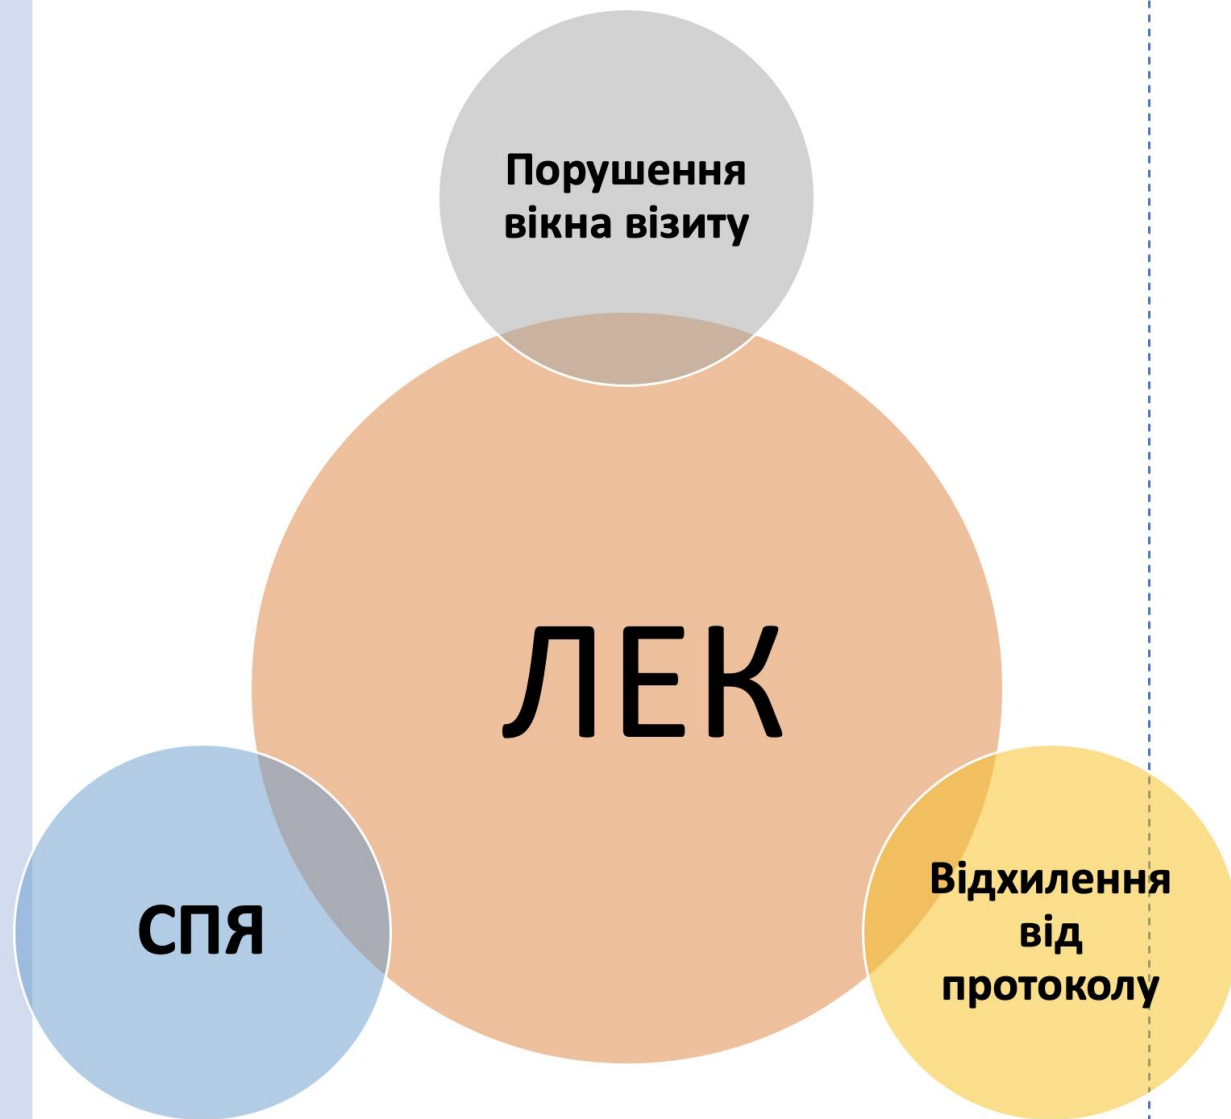 Порушення
вікна візиту
ЛЕК
СПЯ
Відхилення
від
протоколу